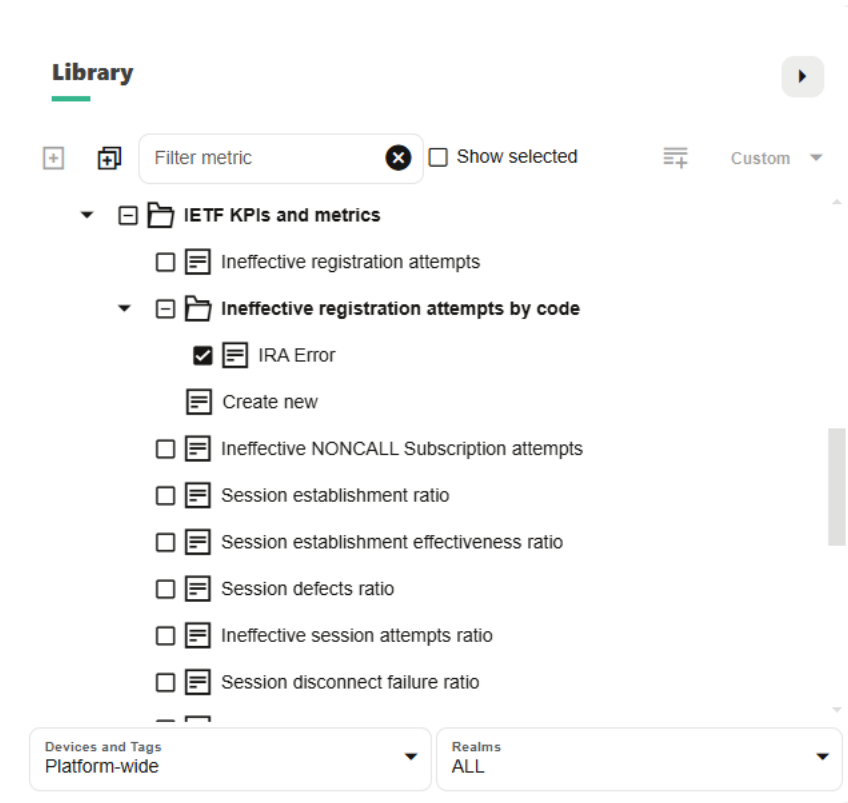 Library
Filter metric
Show selected
Custom
IETF KPIs and metrics
Ineffective registration attempts
Ineffective registration attempts by code
IRA Error
Create new
Ineffective NONCALL Subscription attempts
Session establishment ratio
Session establishment effectiveness ratio
Session defects ratio
Ineffective session attempts ratio
Session disconnect failure ratio
Devices and Tags
Platform-wide
Realms
ALL